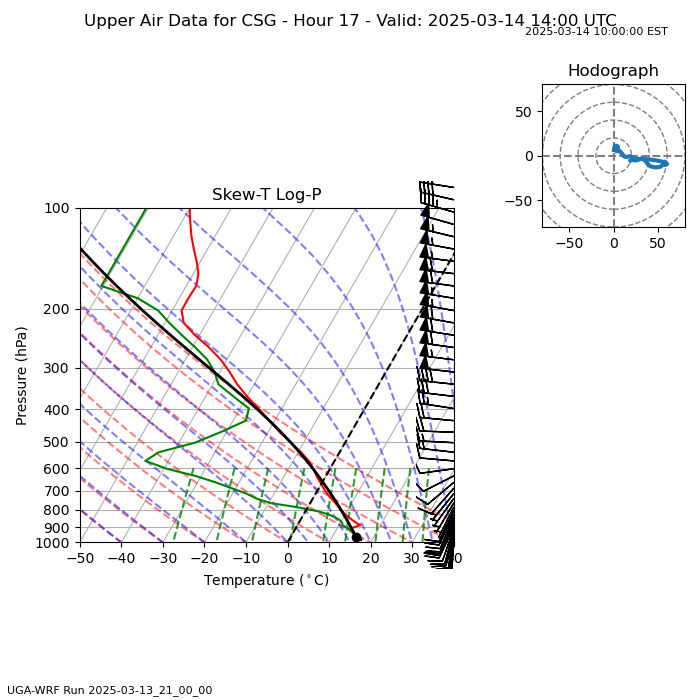 Upper Air Data for CSG - Hour 17 - Valid: 2025-03-14 14:00 UTC
2025-03-14 10:00:00 EST
Hodograph
50
0
−50
−50 0 50
Skew-T Log-P
100
200
300
400
500
600
700
800
900
1000
Pressure (hPa)
−50 −40 −30 −20 −10 0 10 20 30 40
Temperature (°C)
UGA-WRF Run 2025-03-13_21_00_00